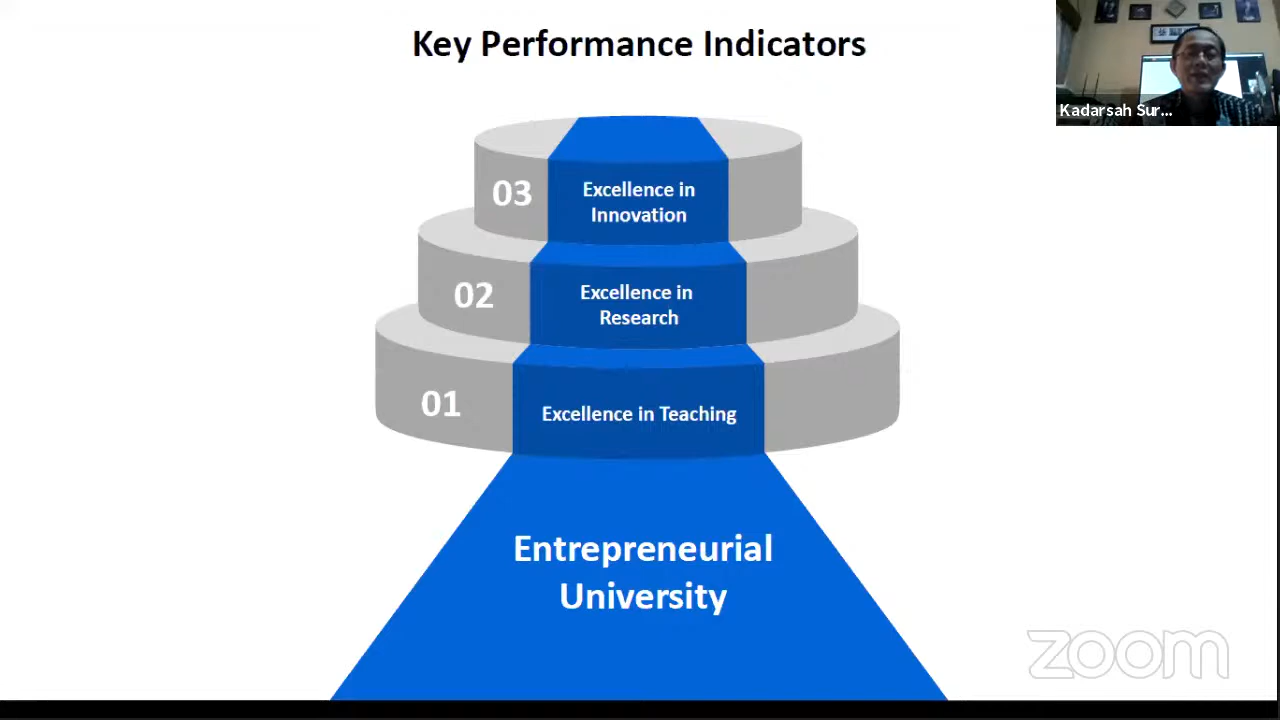 Key Performance Indicators
Kadarsah Sur...
03
Excellence in
Innovation
02
Excellence in
Research
01
Excellence in Teaching
Entrepreneurial
University
zoom